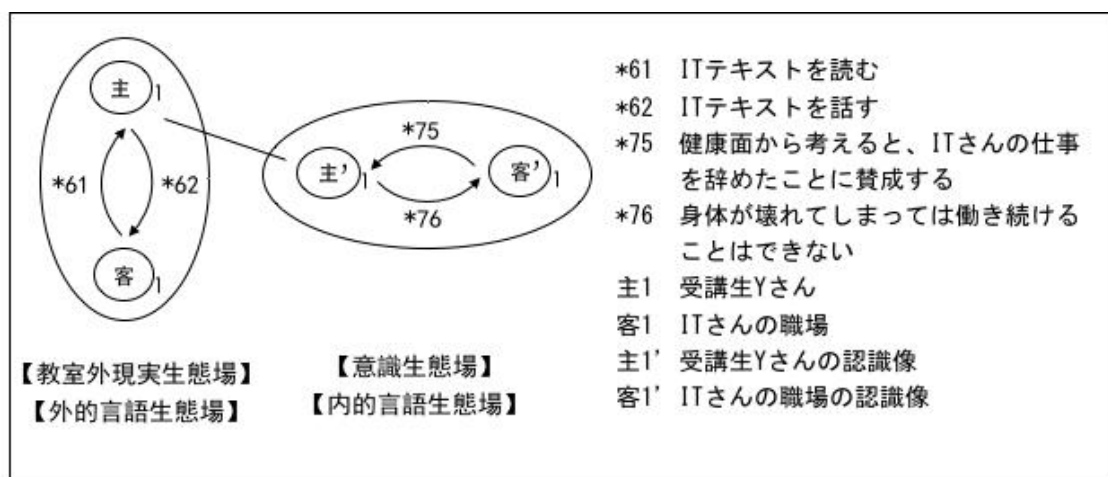 主1
*61
*62
客1
【教室外現実生態場】
【外的言語生態場】
*75
主’1
客’1
*76
【意識生態場】
【内的言語生態場】
*61 ITテキストを読む
*62 ITテキストを話す
*75 健康面から考えると、ITさんの仕事
を辞めたことに賛成する
*76 身体が壊れてしまっては働き続ける
ことはできない
主1 受講生Yさん
客1 ITさんの職場
主1’ 受講生Yさんの認識像
客1’ ITさんの職場の認識像